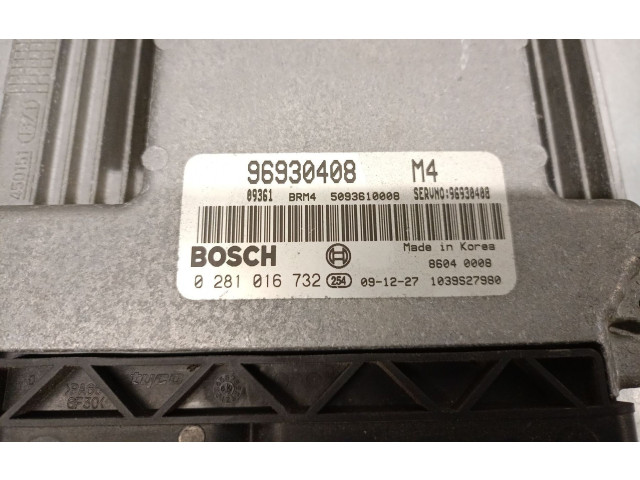 96930408 M4
09361 BRM4 5093610008 SERVNO:96930408
BOSCH Made in Korea
8604 0008
0 281 016 732 254 09-12-27 1039S27980